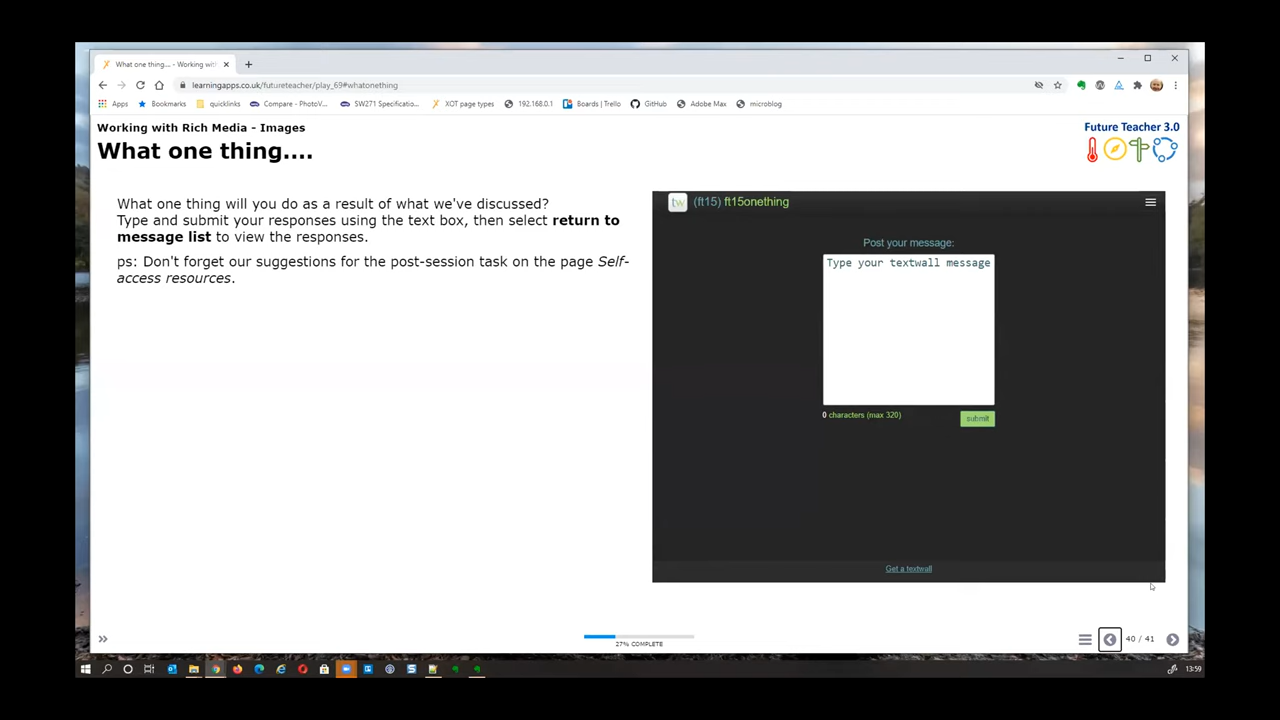 What one thing.... - Working with
learningapps.co.uk/futureteacher/play_69#whatonething
Apps
Bookmarks
quicklinks
Compare - PhotoV...
SW271 Specificatio...
XOT page types
192.168.0.1
Boards | Trello
GitHub
Adobe Max
microblog
Working with Rich Media - Images
What one thing....
Future Teacher 3.0
What one thing will you do as a result of what we've discussed?
Type and submit your responses using the text box, then select return to
message list to view the responses.
ps: Don't forget our suggestions for the post-session task on the page Self-
access resources.
tw (ft15) ft15onething
Post your message:
Type your textwall message
0 characters (max 320)
submit
Get a textwall
27% COMPLETE
40 / 41
13:59